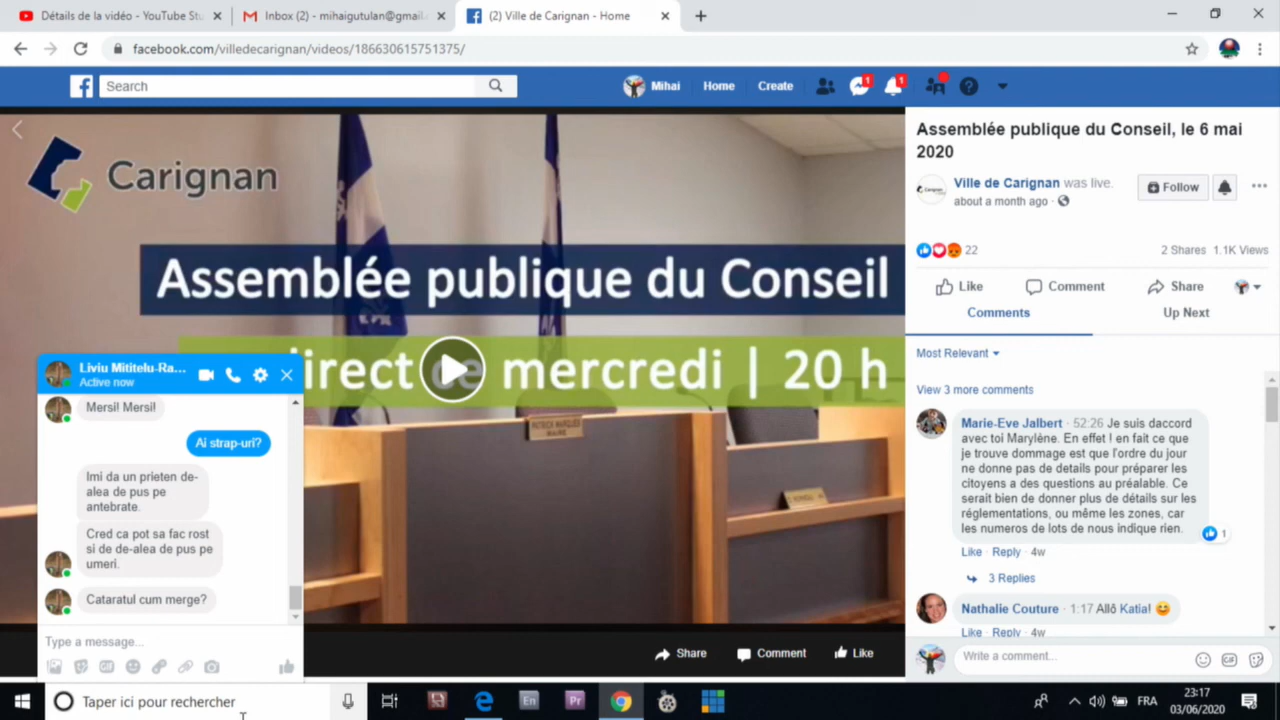 Détails de la vidéo - YouTube Stu
Inbox (2) - mihaigutulan@gmail.c
(2) Ville de Carignan - Home
facebook.com/villedecarignan/videos/186630615751375/
Search
Mihai
Home
Create
1
1
Carignan
Assemblée publique du Conseil
direct ce mercredi | 20 h
PATRICK MARQUES
MAIRE
Share
Comment
Like
Assemblée publique du Conseil, le 6 mai
2020
Ville de Carignan was live.
about a month ago
Follow
22
2 Shares 1.1K Views
Like
Comment
Share
Comments
Up Next
Most Relevant
View 3 more comments
Marie-Eve Jalbert · 52:26 Je suis daccord
avec toi Marylène. En effet ! en fait ce que
je trouve dommage est que l'ordre du jour
ne donne pas de details pour préparer les
citoyens a des questions au préalable. Ce
serait bien de donner plus de détails sur les
réglementations, ou même les zones, car
les numeros de lots de nous indique rien.
1
Like · Reply · 4w
3 Replies
Nathalie Couture · 1:17 Allô Katia! 😊
Like · Reply · 4w
Write a comment...
Liviu Mititelu-Ra...
Active now
Mersi! Mersi!
Ai strap-uri?
Imi da un prieten de-
alea de pus pe
antebrate.
Cred ca pot sa fac rost
si de de-alea de pus pe
umeri.
Cataratul cum merge?
Type a message...
Taper ici pour rechercher
En
Pr
FRA
23:17
03/06/2020